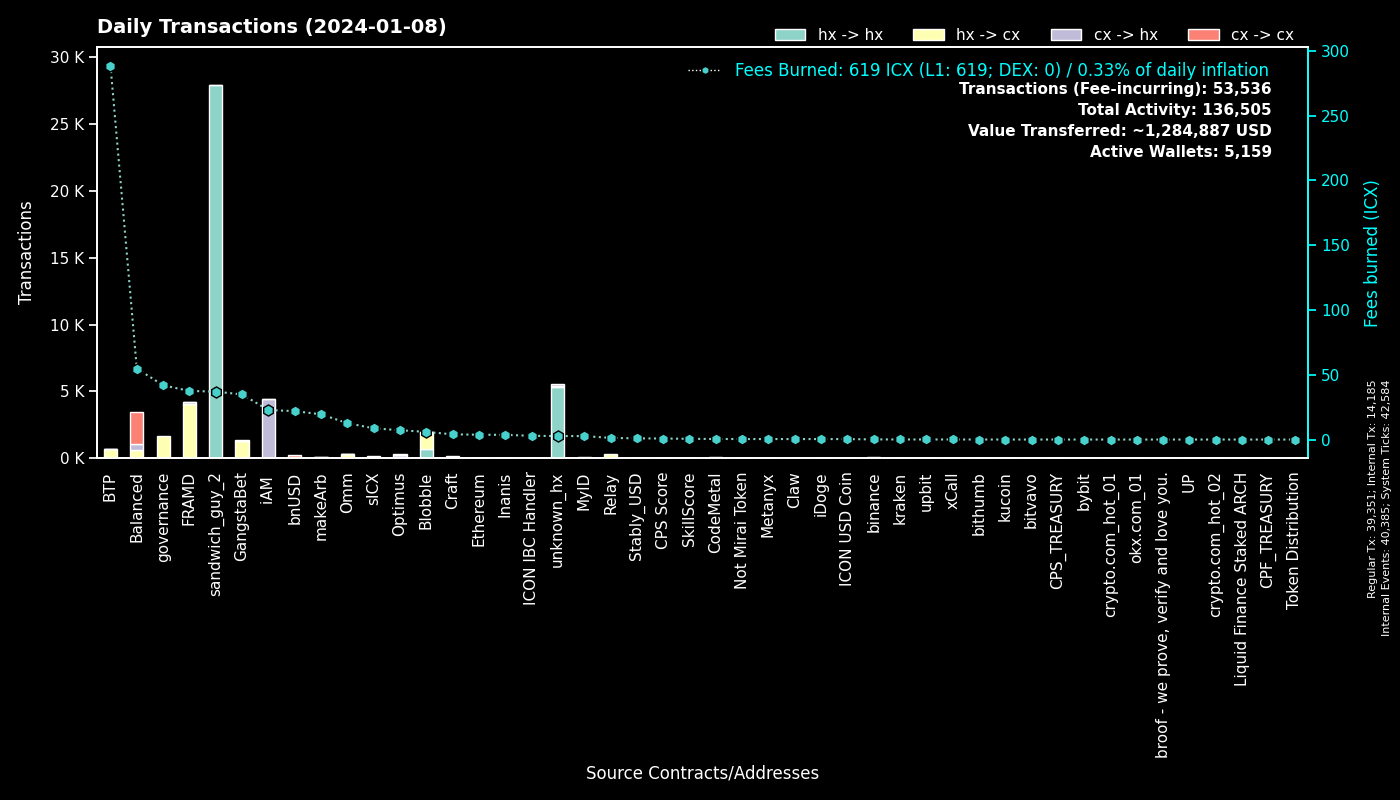 Daily Transactions (2024-01-08)
hx -> hx
hx -> cx
cx -> hx
cx -> cx
Fees Burned: 619 ICX (L1: 619; DEX: 0) / 0.33% of daily inflation
Transactions (Fee-incurring): 53,536
Total Activity: 136,505
Value Transferred: ~1,284,887 USD
Active Wallets: 5,159
Transactions
30 K
25 K
20 K
15 K
10 K
5 K
0 K
300
250
200
150
100
50
0
Fees burned (ICX)
BTP
Balanced
governance
FRAMD
sandwich_guy_2
GangstaBet
iAM
bnUSD
makeArb
Omm
sICX
Optimus
Blobble
Craft
Ethereum
Inanis
ICON IBC Handler
unknown_hx
MyID
Relay
Stably_USD
CPS Score
SkillScore
CodeMetal
Not Mirai Token
Metanyx
Claw
iDoge
ICON USD Coin
binance
kraken
upbit
xCall
bithumb
kucoin
bitvavo
CPS_TREASURY
bybit
crypto.com_hot_01
okx.com_01
broof - we prove, verify and love you.
UP
crypto.com_hot_02
Liquid Finance Staked ARCH
CPF_TREASURY
Token Distribution
Source Contracts/Addresses
Regular Tx: 39,351; Internal Tx: 14,185
Internal Events: 40,385; System Ticks: 42,584